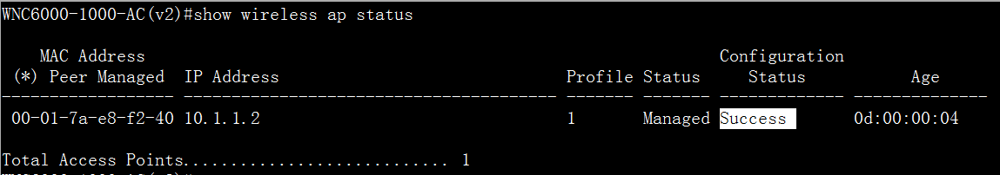 WNC6000-1000-AC(v2)#show wireless ap status
MAC Address Configuration
(*) Peer Managed IP Address Profile Status Status Age
------------------ --------------------------------------- ------- ------- ------------- --------------
00-01-7a-e8-f2-40 10.1.1.2 1 Managed Success 0d:00:00:04
Total Access Points............................ 1